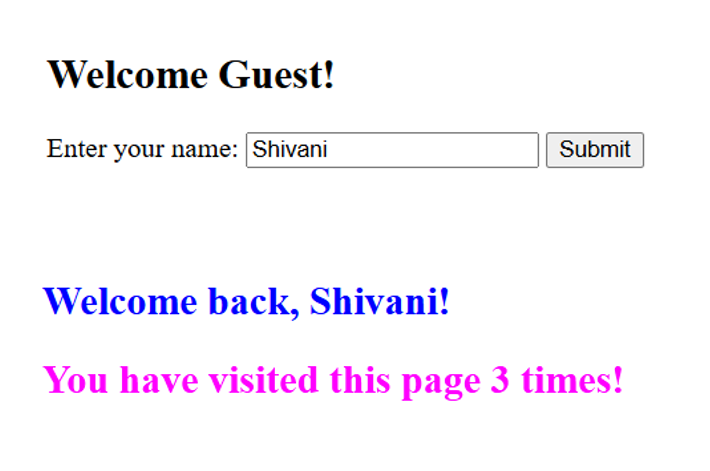 Welcome Guest!
Enter your name: Shivani Submit
Welcome back, Shivani!
You have visited this page 3 times!